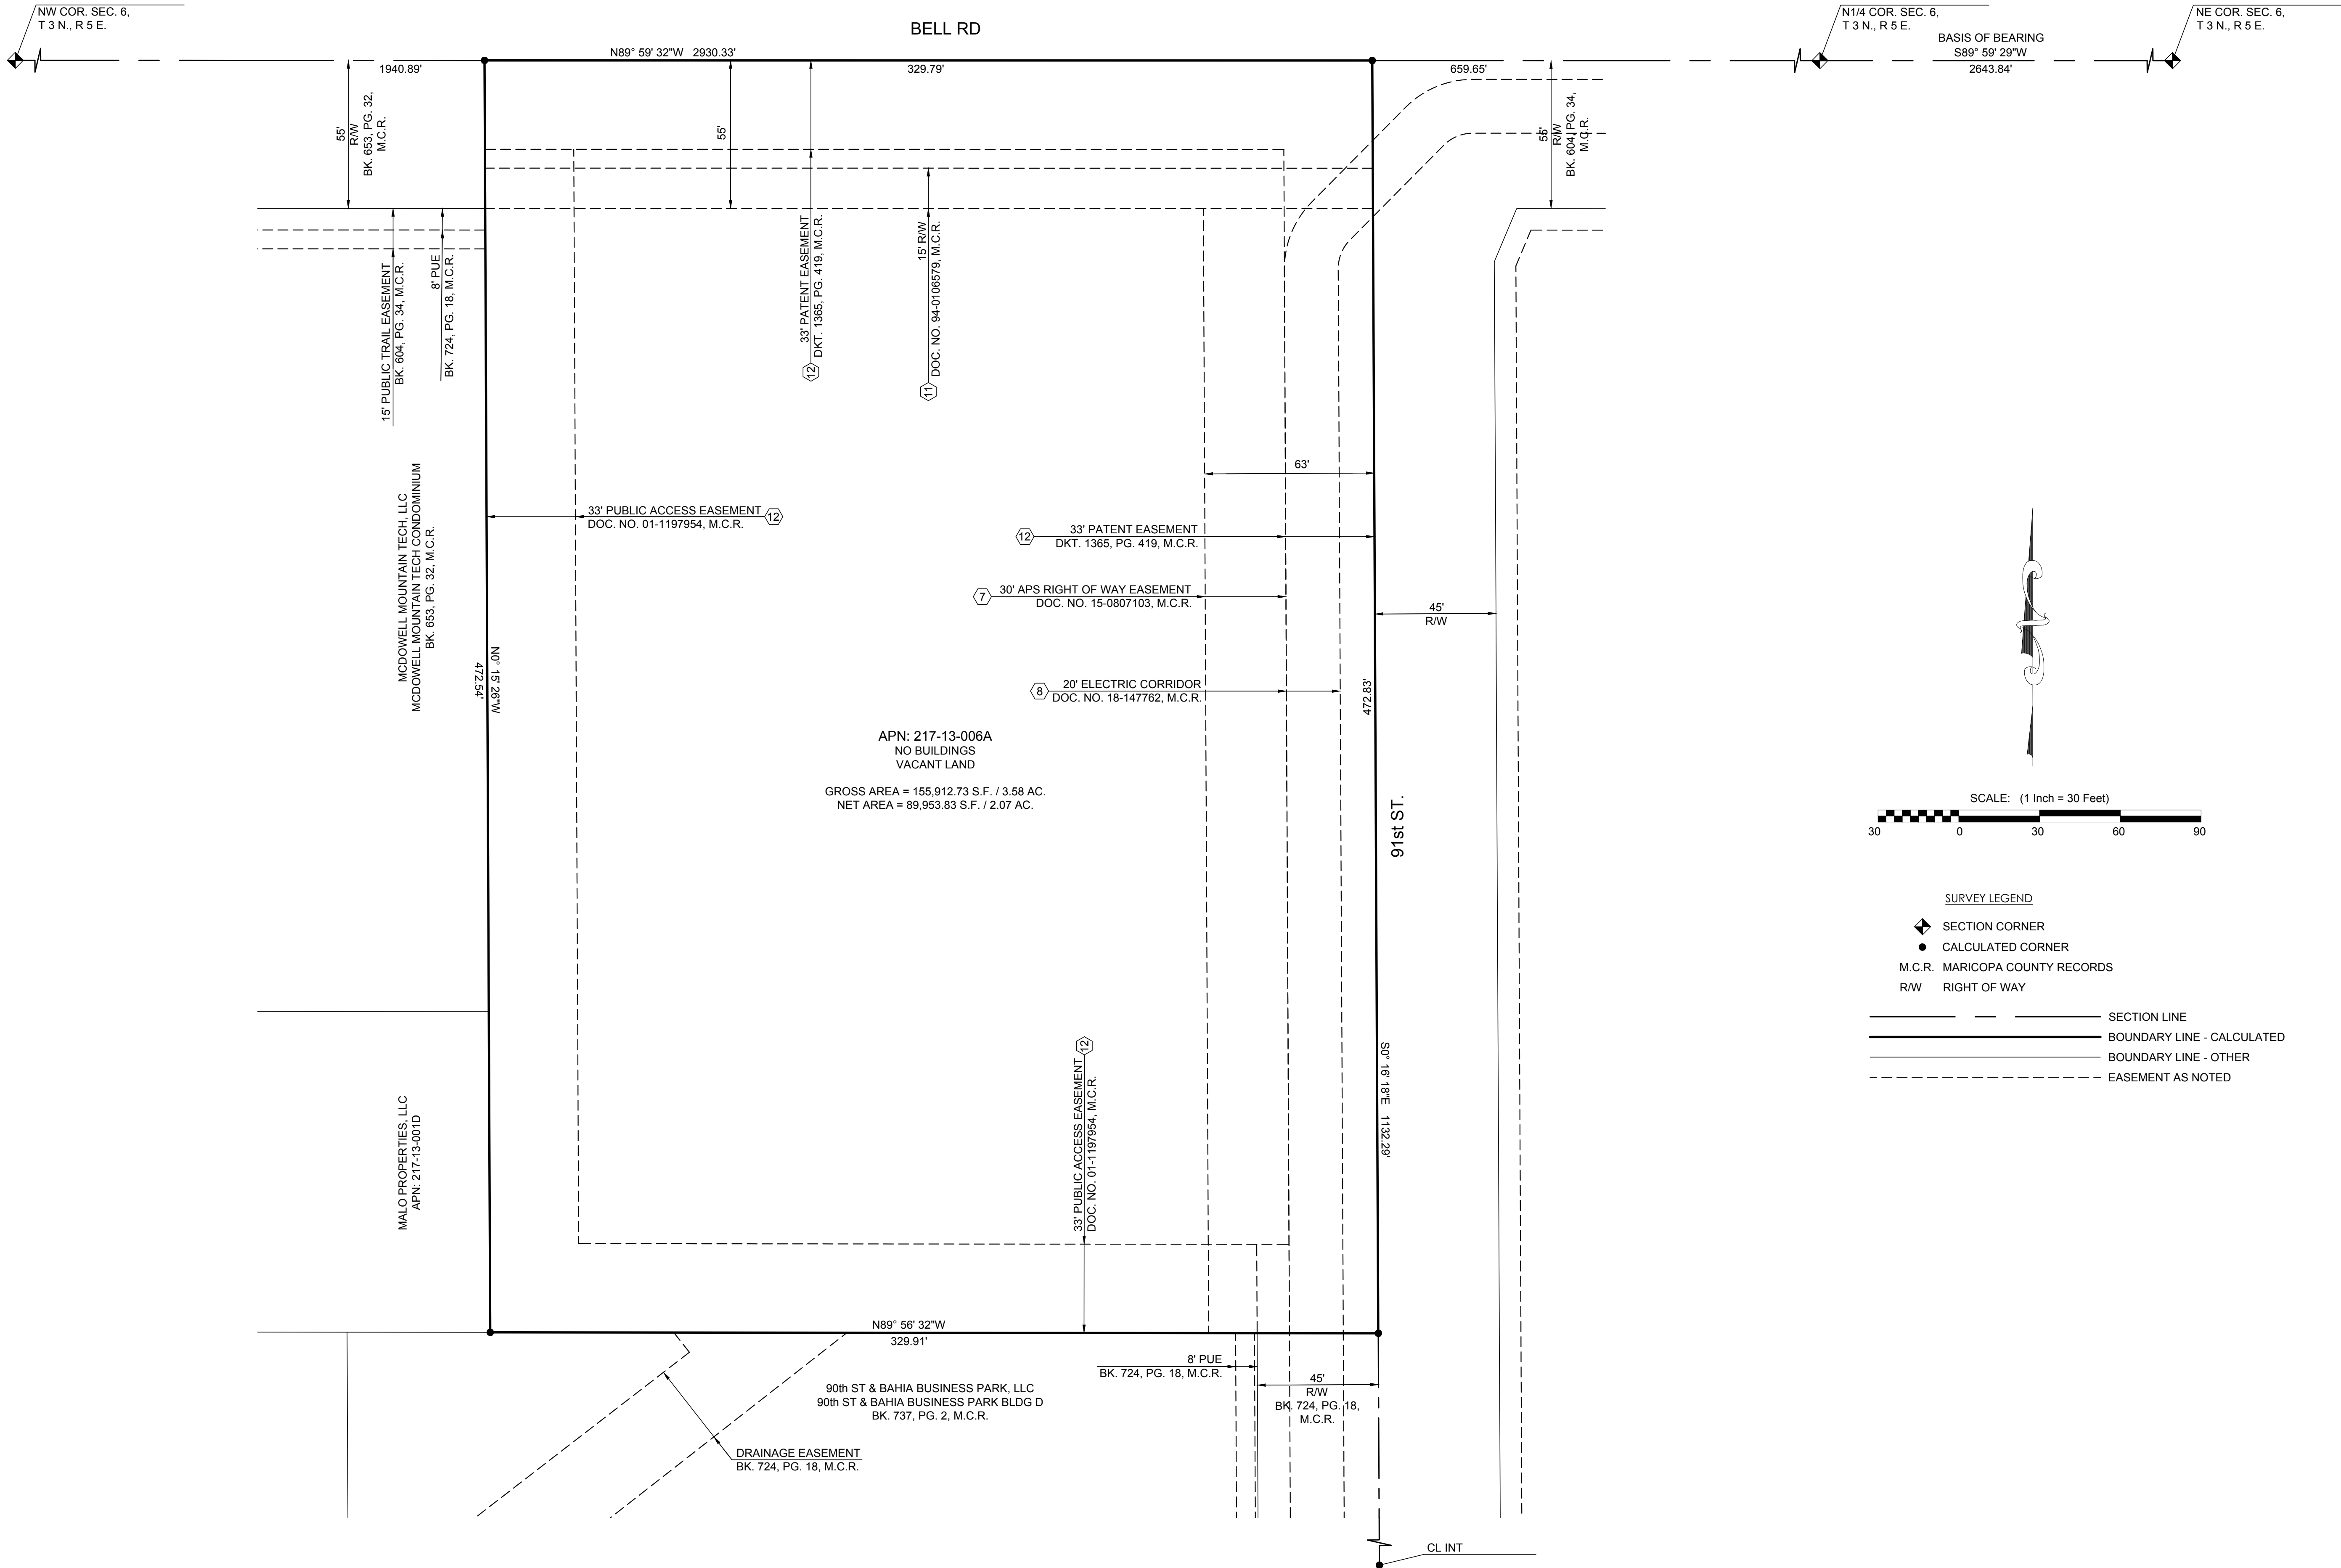 NW COR. SEC. 6,
T 3 N., R 5 E.
BELL RD
N1/4 COR. SEC. 6,
T 3 N., R 5 E.
NE COR. SEC. 6,
T 3 N., R 5 E.
BASIS OF BEARING
S89° 59' 29"W
2643.84'
1940.89'
N89° 59' 32"W 2930.33'
329.79'
659.65'
55'
R/W
BK. 653, PG. 32,
M.C.R.
55'
55'
R/W
BK. 604, PG. 34,
M.C.R.
15' PUBLIC TRAIL EASEMENT
BK. 604, PG. 34, M.C.R.
8' PUE
BK. 724, PG. 18, M.C.R.
33' PATENT EASEMENT
DKT. 1365, PG. 419, M.C.R.
12
15' R/W
DOC. NO. 94-0106579, M.C.R.
11
MCDOWELL MOUNTAIN TECH, LLC
MCDOWELL MOUNTAIN TECH CONDOMINIUM
BK. 653, PG. 32, M.C.R.
63'
33' PUBLIC ACCESS EASEMENT
DOC. NO. 01-1197954, M.C.R.
12
12
33' PATENT EASEMENT
DKT. 1365, PG. 419, M.C.R.
7
30' APS RIGHT OF WAY EASEMENT
DOC. NO. 15-0807103, M.C.R.
45'
R/W
8
20' ELECTRIC CORRIDOR
DOC. NO. 18-147762, M.C.R.
N0° 15' 26"W
472.54'
472.83'
APN: 217-13-006A
NO BUILDINGS
VACANT LAND
GROSS AREA = 155,912.73 S.F. / 3.58 AC.
NET AREA = 89,953.83 S.F. / 2.07 AC.
91st ST.
SCALE: (1 Inch = 30 Feet)
30 0 30 60 90
SURVEY LEGEND
SECTION CORNER
CALCULATED CORNER
M.C.R. MARICOPA COUNTY RECORDS
R/W RIGHT OF WAY
SECTION LINE
BOUNDARY LINE - CALCULATED
BOUNDARY LINE - OTHER
EASEMENT AS NOTED
MALO PROPERTIES, LLC
APN: 217-13-001D
33' PUBLIC ACCESS EASEMENT
DOC. NO. 01-1197954, M.C.R.
12
S0° 16' 18"E 1132.29'
N89° 56' 32"W
329.91'
8' PUE
BK. 724, PG. 18, M.C.R.
45'
R/W
BK. 724, PG. 18,
M.C.R.
90th ST & BAHIA BUSINESS PARK, LLC
90th ST & BAHIA BUSINESS PARK BLDG D
BK. 737, PG. 2, M.C.R.
DRAINAGE EASEMENT
BK. 724, PG. 18, M.C.R.
CL INT